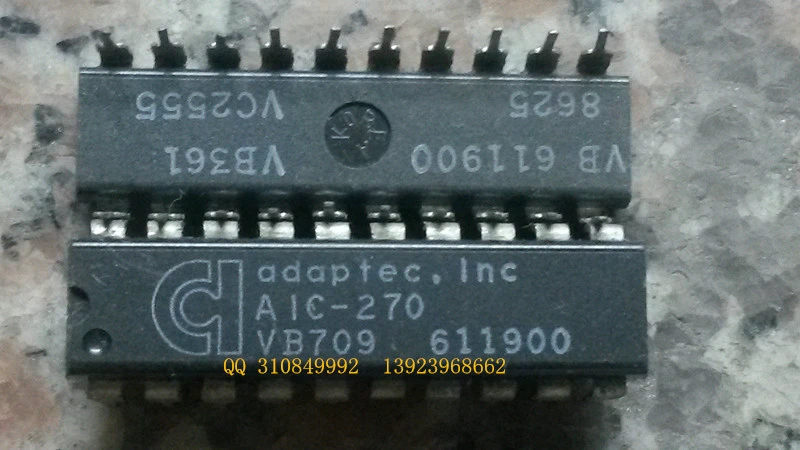 VC2555 8625
VB361 VB 611900
adaptec, Inc
AIC-270
VB709 611900
QQ 310849992 13923968662